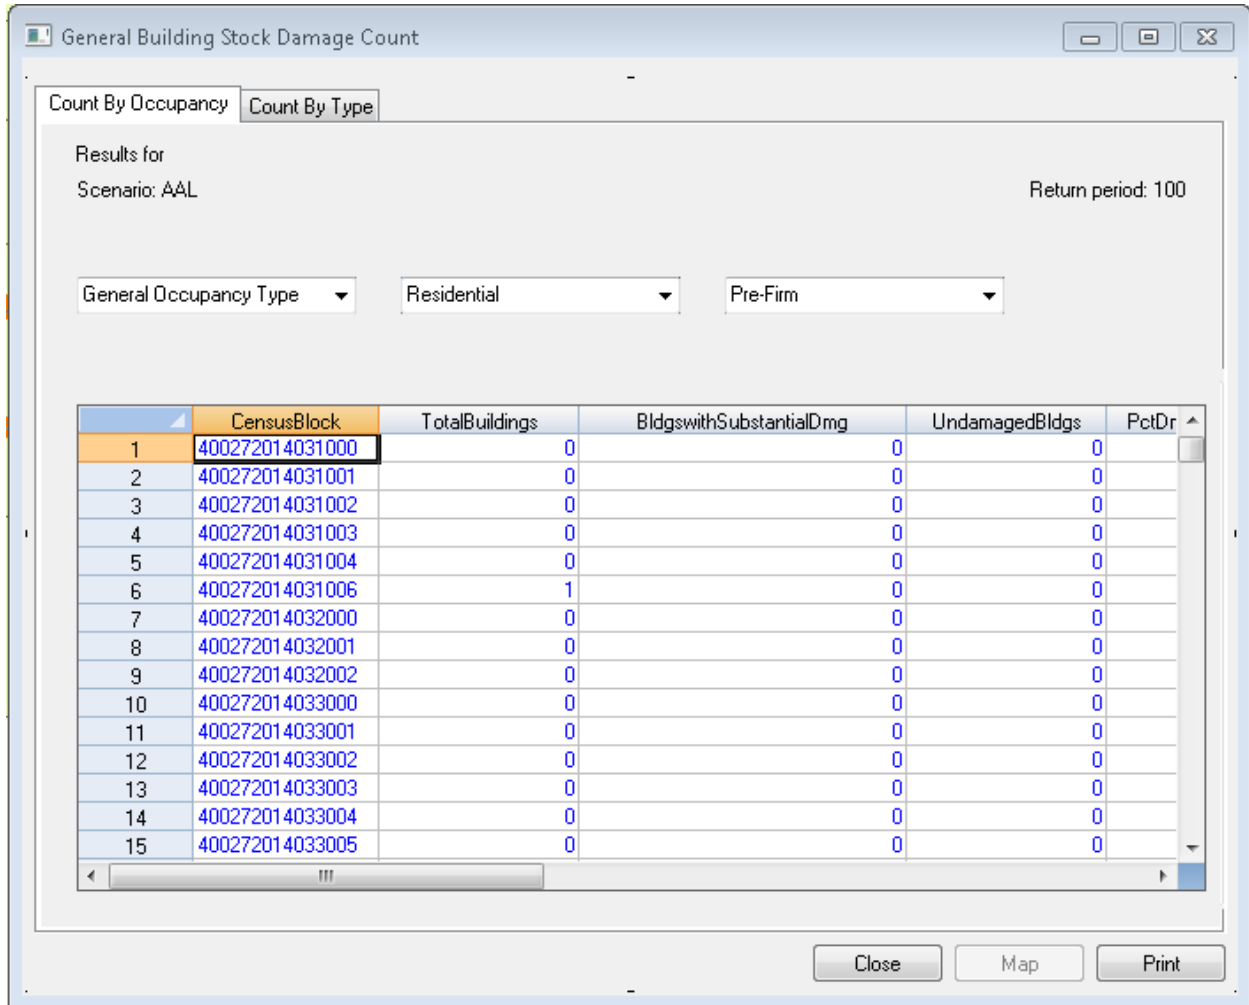 General Building Stock Damage Count
Count By Occupancy Count By Type
Results for
Scenario: AAL Return period: 100
General Occupancy Type Residential Pre-Firm
CensusBlock TotalBuildings BldgswithSubstantialDmg UndamagedBldgs PctDr
1 400272014031000 0 0 0
2 400272014031001 0 0 0
3 400272014031002 0 0 0
4 400272014031003 0 0 0
5 400272014031004 0 0 0
6 400272014031006 1 0 0
7 400272014032000 0 0 0
8 400272014032001 0 0 0
9 400272014032002 0 0 0
10 400272014033000 0 0 0
11 400272014033001 0 0 0
12 400272014033002 0 0 0
13 400272014033003 0 0 0
14 400272014033004 0 0 0
15 400272014033005 0 0 0
Close Map Print